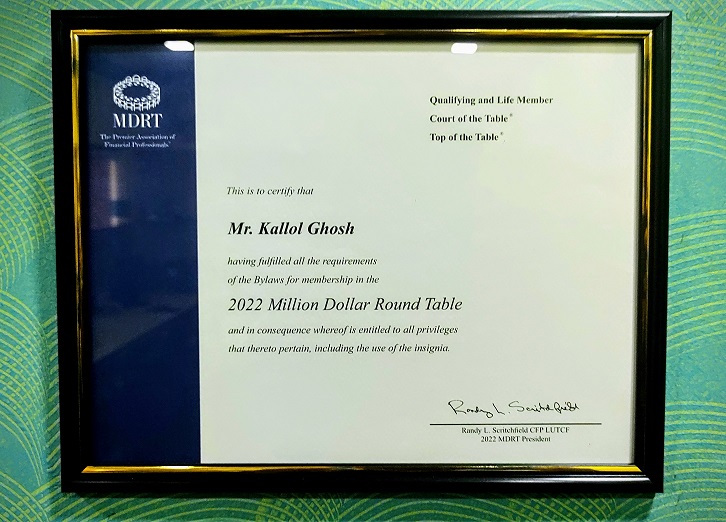 MDRT
The Premier Association of
Financial Professionals®
Qualifying and Life Member
Court of the Table®
Top of the Table®
This is to certify that
Mr. Kallol Ghosh
having fulfilled all the requirements
of the Bylaws for membership in the
2022 Million Dollar Round Table
and in consequence whereof is entitled to all privileges
that thereto pertain, including the use of the insignia.
Randy L. Scritchfield
Randy L. Scritchfield CFP LUTCF
2022 MDRT President